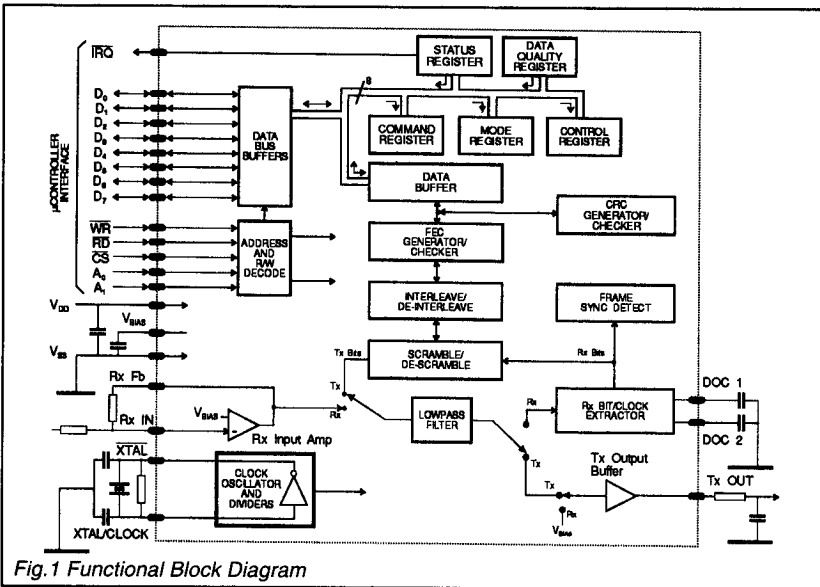 STATUS
REGISTER
DATA
QUALITY
REGISTER
IRQ
8
D0
D1
D2
D3
D4
D5
D6
D7
DATA
BUS
BUFFERS
COMMAND
REGISTER
MODE
REGISTER
CONTROL
REGISTER
µCONTROLLER
INTERFACE
DATA
BUFFER
CRC
GENERATOR/
CHECKER
WR
RD
CS
A0
A1
ADDRESS
AND
R/W
DECODE
FEC
GENERATOR/
CHECKER
INTERLEAVE/
DE-INTERLEAVE
FRAME
SYNC DETECT
VDD
VBIAS
VSS
Tx Bits
SCRAMBLE/
DE-SCRAMBLE
Rx Bits
Rx Fb
Rx IN
VBIAS
Rx Input Amp
Tx
Rx
LOWPASS
FILTER
Rx
Tx
Rx BIT/CLOCK
EXTRACTOR
DOC 1
DOC 2
XTAL
XTAL/CLOCK
CLOCK
OSCILLATOR
AND
DIVIDERS
Tx
Rx
VBIAS
Tx Output
Buffer
Tx OUT
Fig.1 Functional Block Diagram